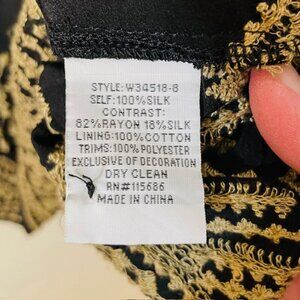 STYLE: W34518-8
SELF: 100%SILK
CONTRAST:
82%RAYON 18%SILK
LINING:100%COTTON
TRIMS: 100%POLYESTER
EXCLUSIVE OF DECORATION
DRY CLEAN
RN#115686
MADE IN CHINA